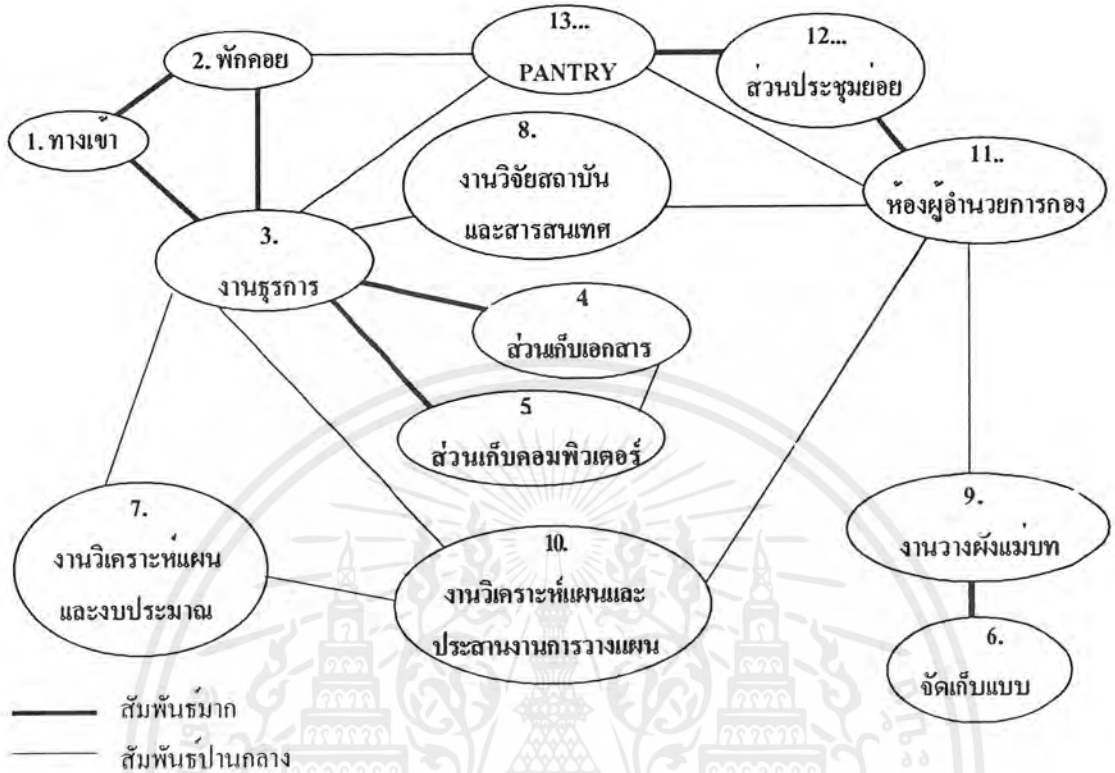 13...
PANTRY
12...
ส่วนประชุมย่อย
2. พักคอย
1. ทางเข้า
8.
งานวิจัยสถาบัน
และสารสนเทศ
11..
ห้องผู้อำนวยการกอง
3.
งานธุรการ
4
ส่วนเก็บเอกสาร
5.
ส่วนเก็บคอมพิวเตอร์
7.
งานวิเคราะห์แผน
และงบประมาณ
10.
งานวิเคราะห์แผนและ
ประสานงานการวางแผน
9.
งานวางผังแม่บท
6.
จัดเก็บแบบ
สัมพันธ์มาก
สัมพันธ์ปานกลาง